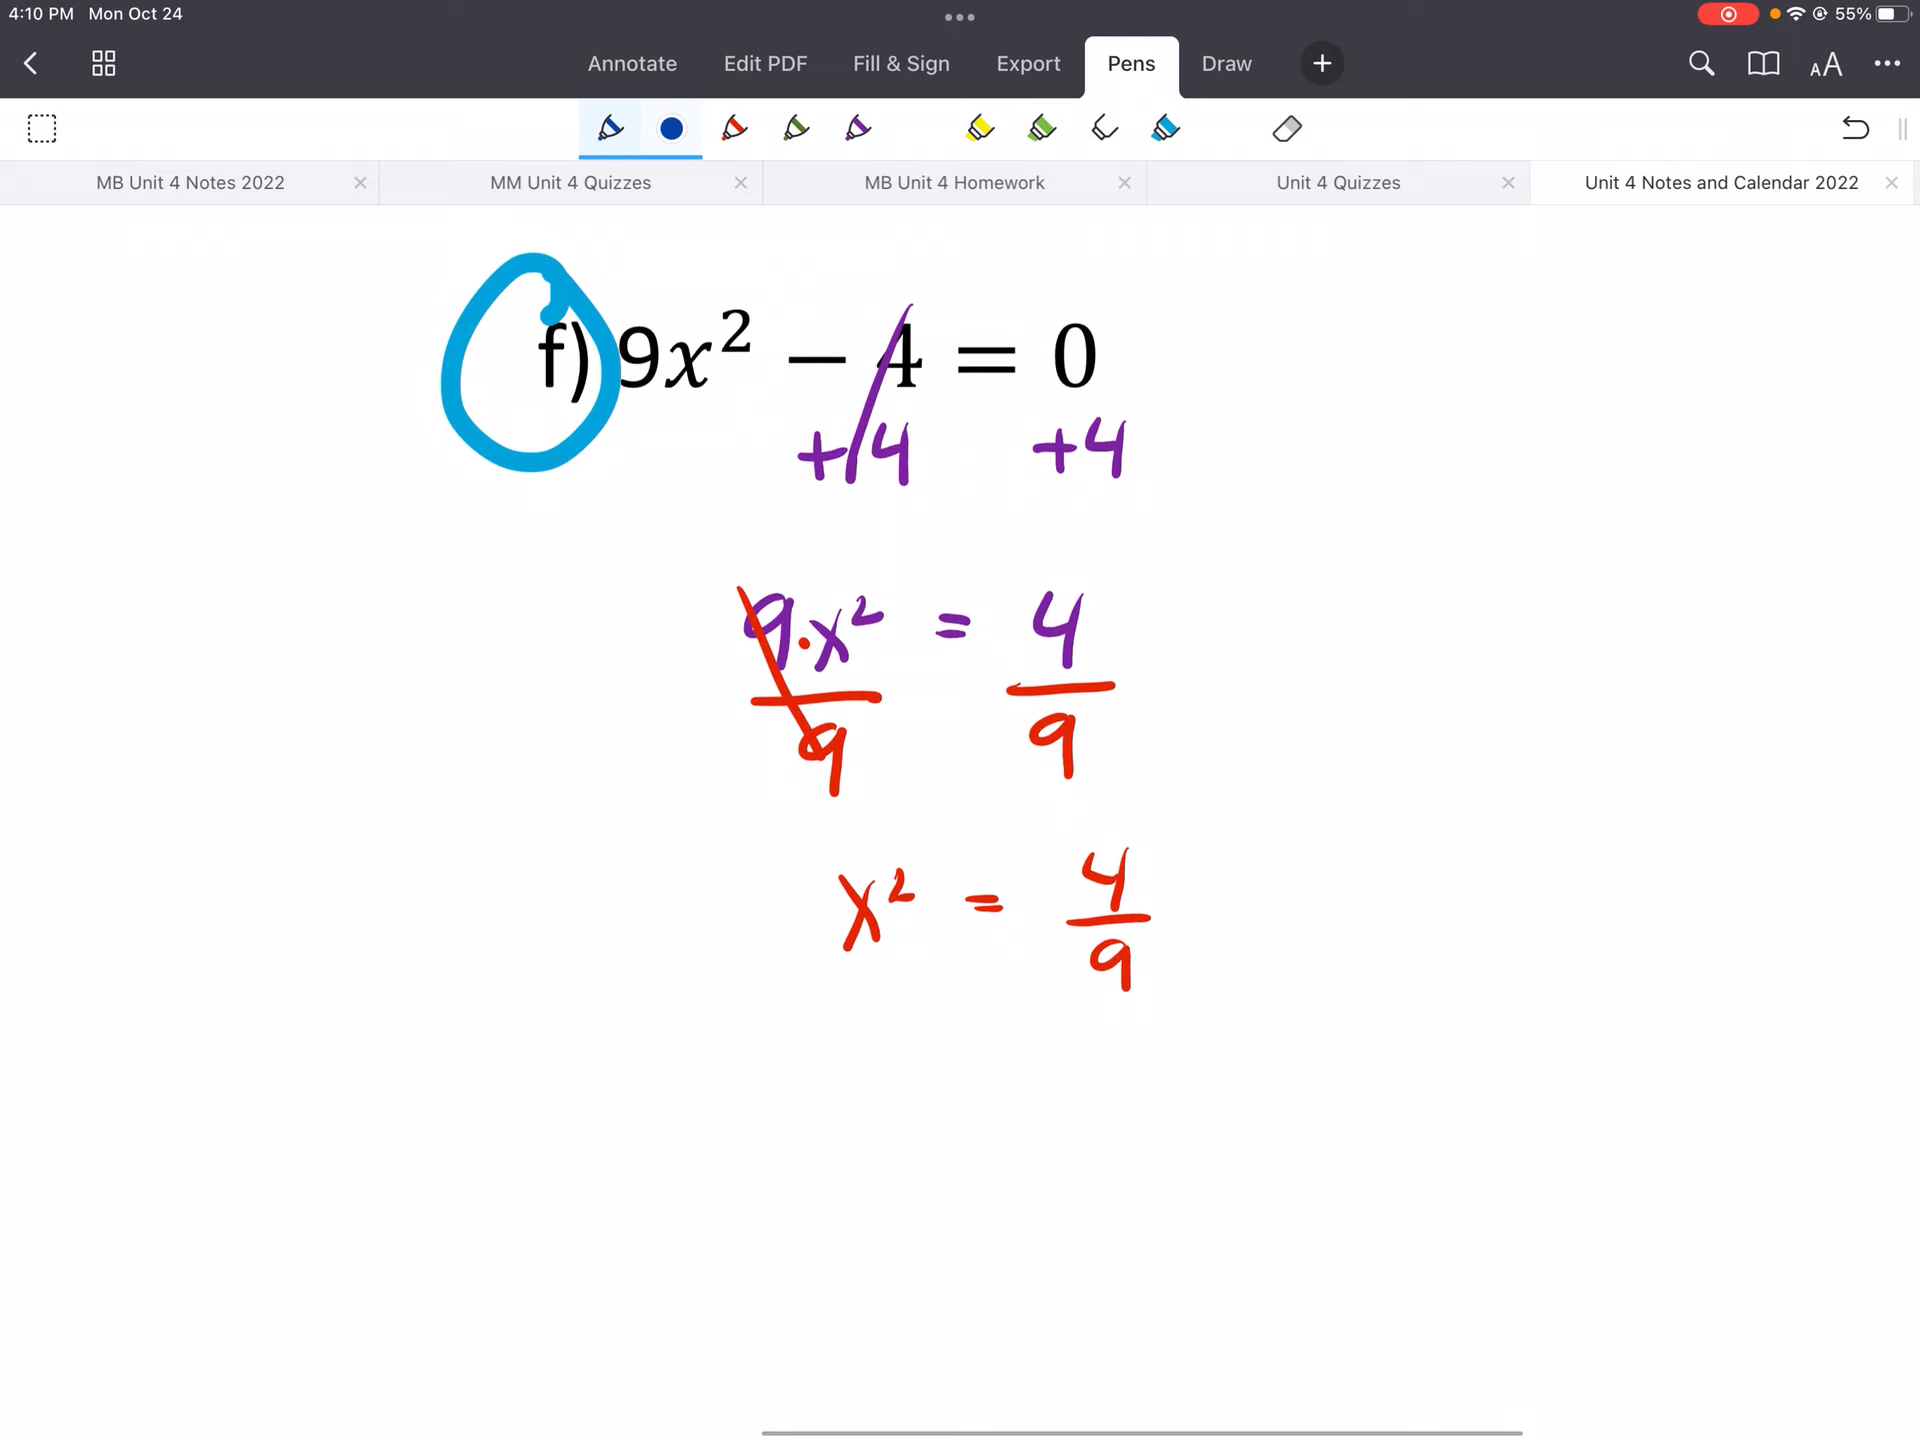 4:10 PM Mon Oct 24 55%
Annotate Edit PDF Fill & Sign Export Pens Draw
AA
MB Unit 4 Notes 2022 MM Unit 4 Quizzes MB Unit 4 Homework Unit 4 Quizzes Unit 4 Notes and Calendar 2022
f) 9x² − 4 = 0
+4 +4
9·x² = 4
9 9
x² = 4
9